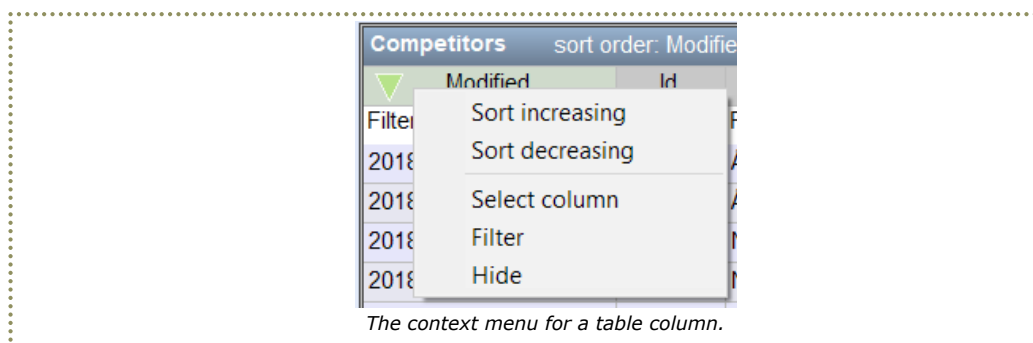 Competitors sort order: Modifie
Modified Id
Filter
Sort increasing
2018
Sort decreasing
2018
Select column
2018
Filter
2018
Hide
The context menu for a table column.